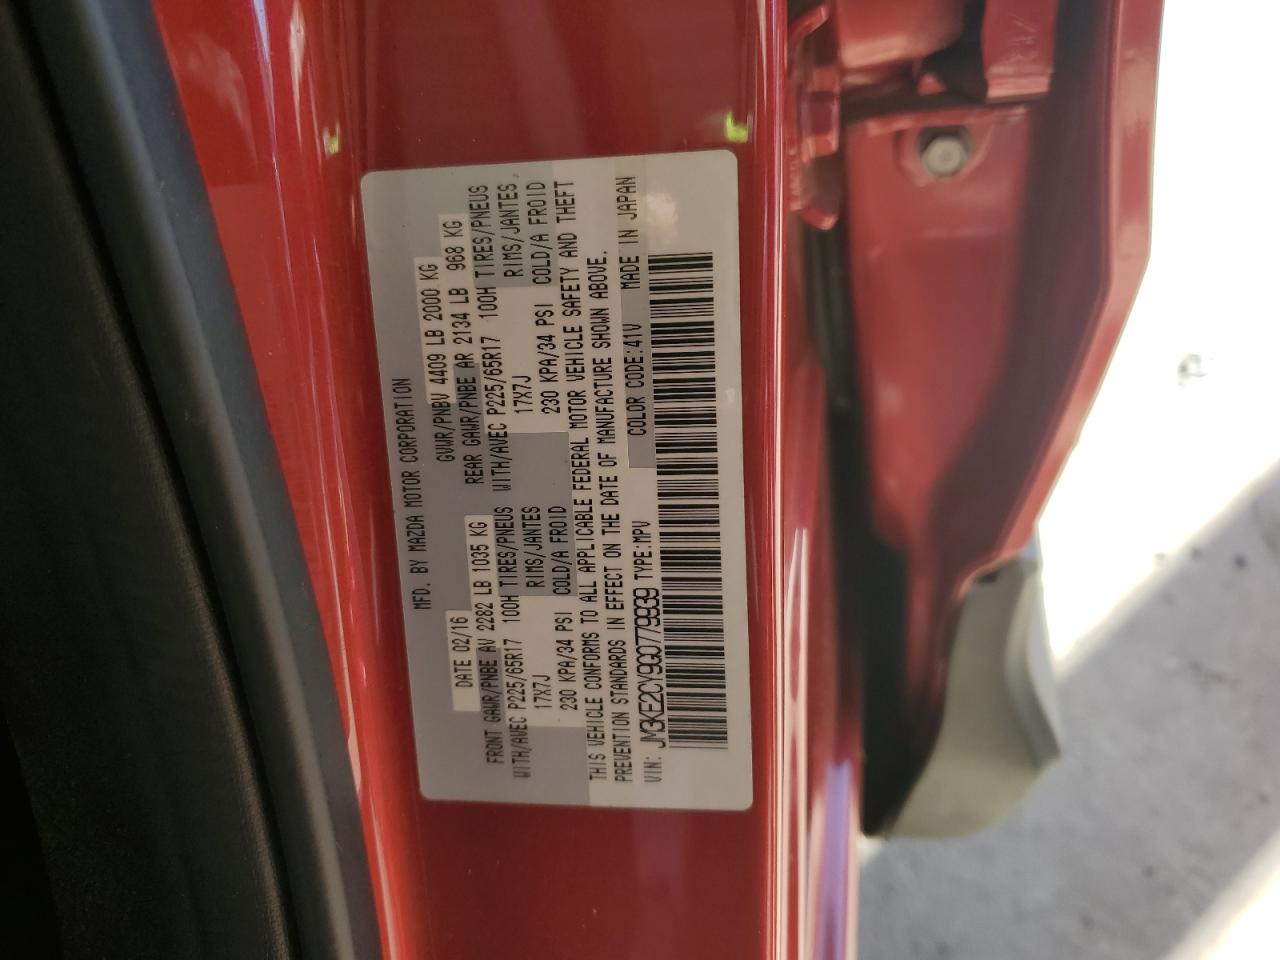 MFD. BY MAZDA MOTOR CORPORATION
DATE 02/16 GVWR/PNBV 4409 LB 2000 KG
FRONT GAWR/PNBE AV 2282 LB 1035 KG REAR GAWR/PNBE AR 2134 LB 968 KG
WITH/AVEC P225/65R17 100H TIRES/PNEUS WITH/AVEC P225/65R17 100H TIRES/PNEUS
17X7J RIMS/JANTES 17X7J RIMS/JANTES
230 KPA/34 PSI COLD/A FROID 230 KPA/34 PSI COLD/A FROID
THIS VEHICLE CONFORMS TO ALL APPLICABLE FEDERAL MOTOR VEHICLE SAFETY AND THEFT
PREVENTION STANDARDS IN EFFECT ON THE DATE OF MANUFACTURE SHOWN ABOVE.
VIN: JM3KE2CY9G0779939 TYPE:MPV COLOR CODE:41V MADE IN JAPAN